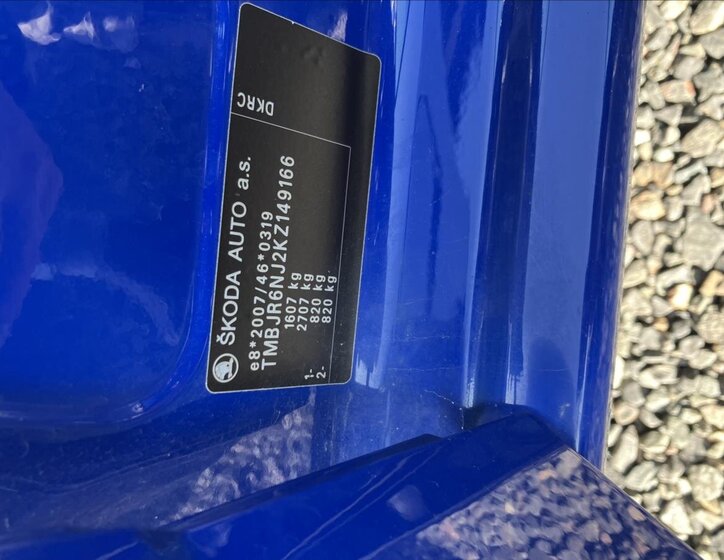 ŠKODA AUTO a.s.
e8*2007/46*0319
TMBJR6NJ2KZ149166
1607 kg
2707 kg
1- 820 kg
2- 820 kg
DKRC